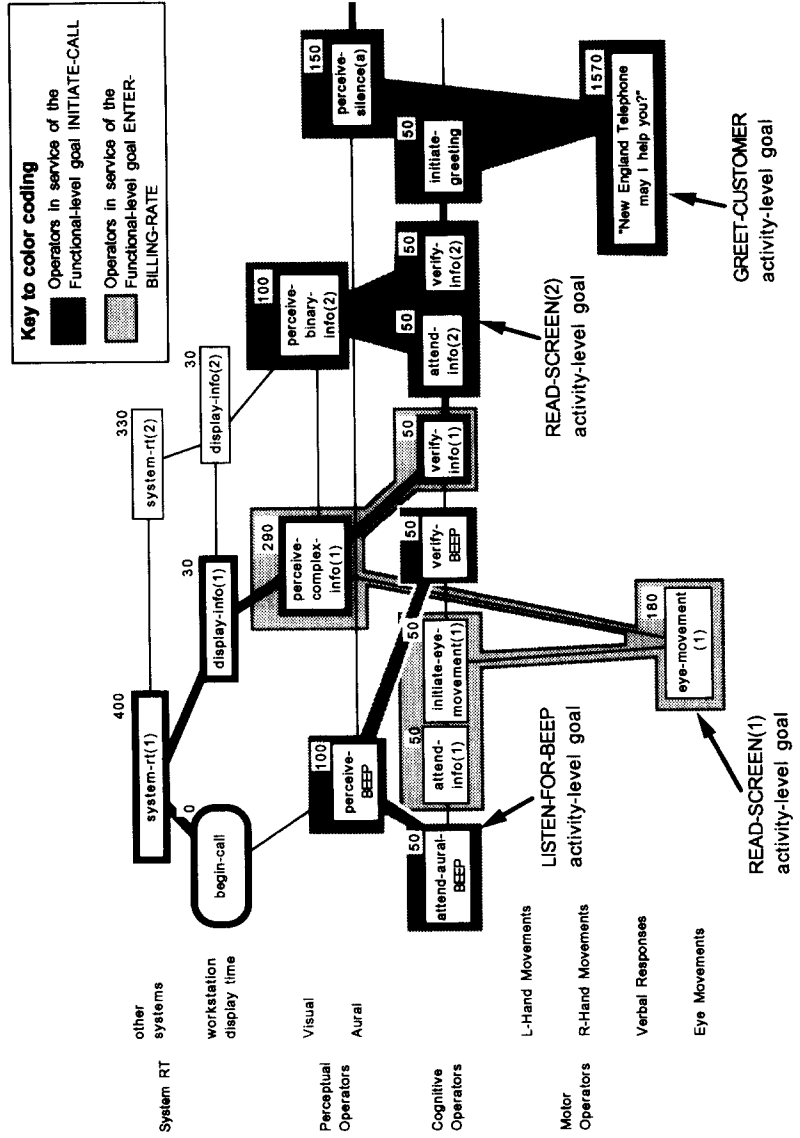 Key to color coding
Operators in service of the
Functional-level goal INITIATE-CALL
Operators in service of the
Functional-level goal ENTER-
BILLING-RATE
System RT
other
systems
workstation
display time
Perceptual
Operators
Visual
Aural
Cognitive
Operators
Motor
Operators
L-Hand Movements
R-Hand Movements
Verbal Responses
Eye Movements
400
system-rt(1)
330
system-rt(2)
0
begin-call
30
display-info(1)
30
display-info(2)
290
perceive-
complex-
info(1)
100
perceive-
binary-
info(2)
100
perceive-
BEEP
150
perceive-
silence(a)
50
attend-aural-
BEEP
50
attend-
info(1)
50
initiate-eye-
movement(1)
50
verify-
BEEP
50
verify-
info(1)
50
attend-
info(2)
50
verify-
info(2)
50
initiate-
greeting
1570
"New England Telephone
may I help you?"
180
eye-movement
(1)
LISTEN-FOR-BEEP
activity-level goal
READ-SCREEN(1)
activity-level goal
READ-SCREEN(2)
activity-level goal
GREET-CUSTOMER
activity-level goal